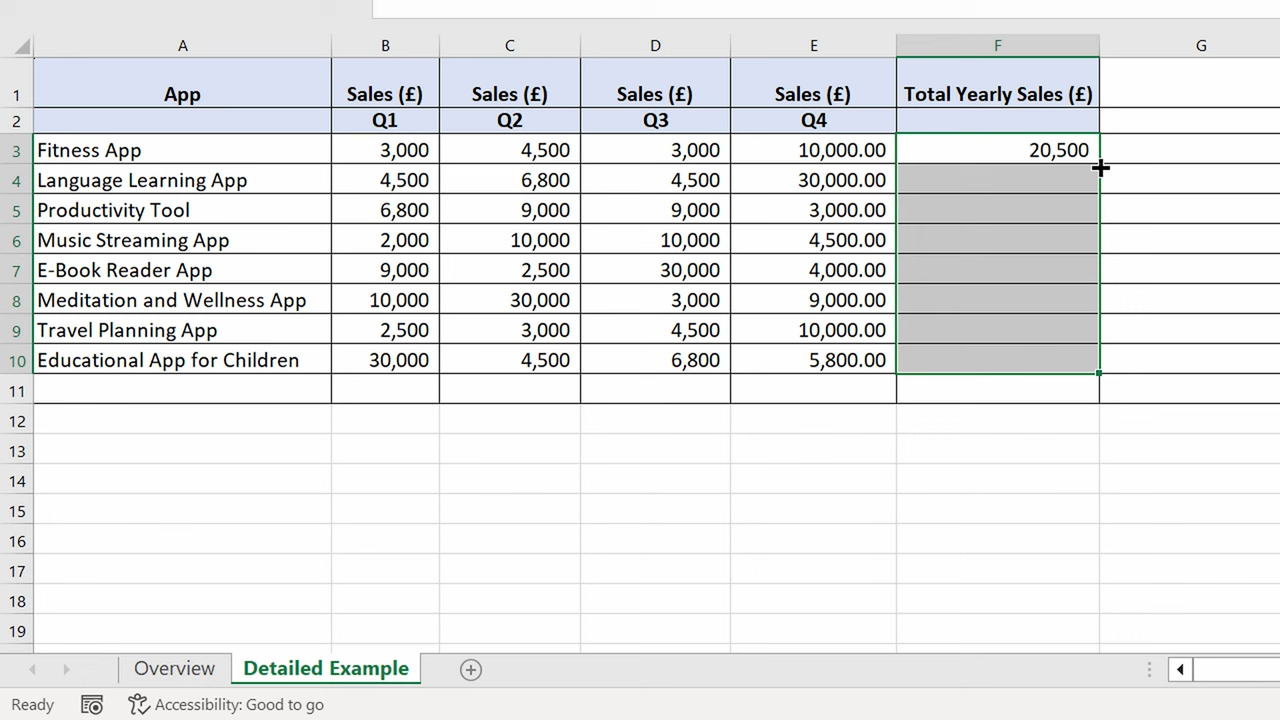 A B C D E F G
1 App Sales (£) Sales (£) Sales (£) Sales (£) Total Yearly Sales (£)
2 Q1 Q2 Q3 Q4
3 Fitness App 3,000 4,500 3,000 10,000.00 20,500
4 Language Learning App 4,500 6,800 4,500 30,000.00
5 Productivity Tool 6,800 9,000 9,000 3,000.00
6 Music Streaming App 2,000 10,000 10,000 4,500.00
7 E-Book Reader App 9,000 2,500 30,000 4,000.00
8 Meditation and Wellness App 10,000 30,000 3,000 9,000.00
9 Travel Planning App 2,500 3,000 4,500 10,000.00
10 Educational App for Children 30,000 4,500 6,800 5,800.00
11
12
13
14
15
16
17
18
19
Overview Detailed Example
Ready Accessibility: Good to go